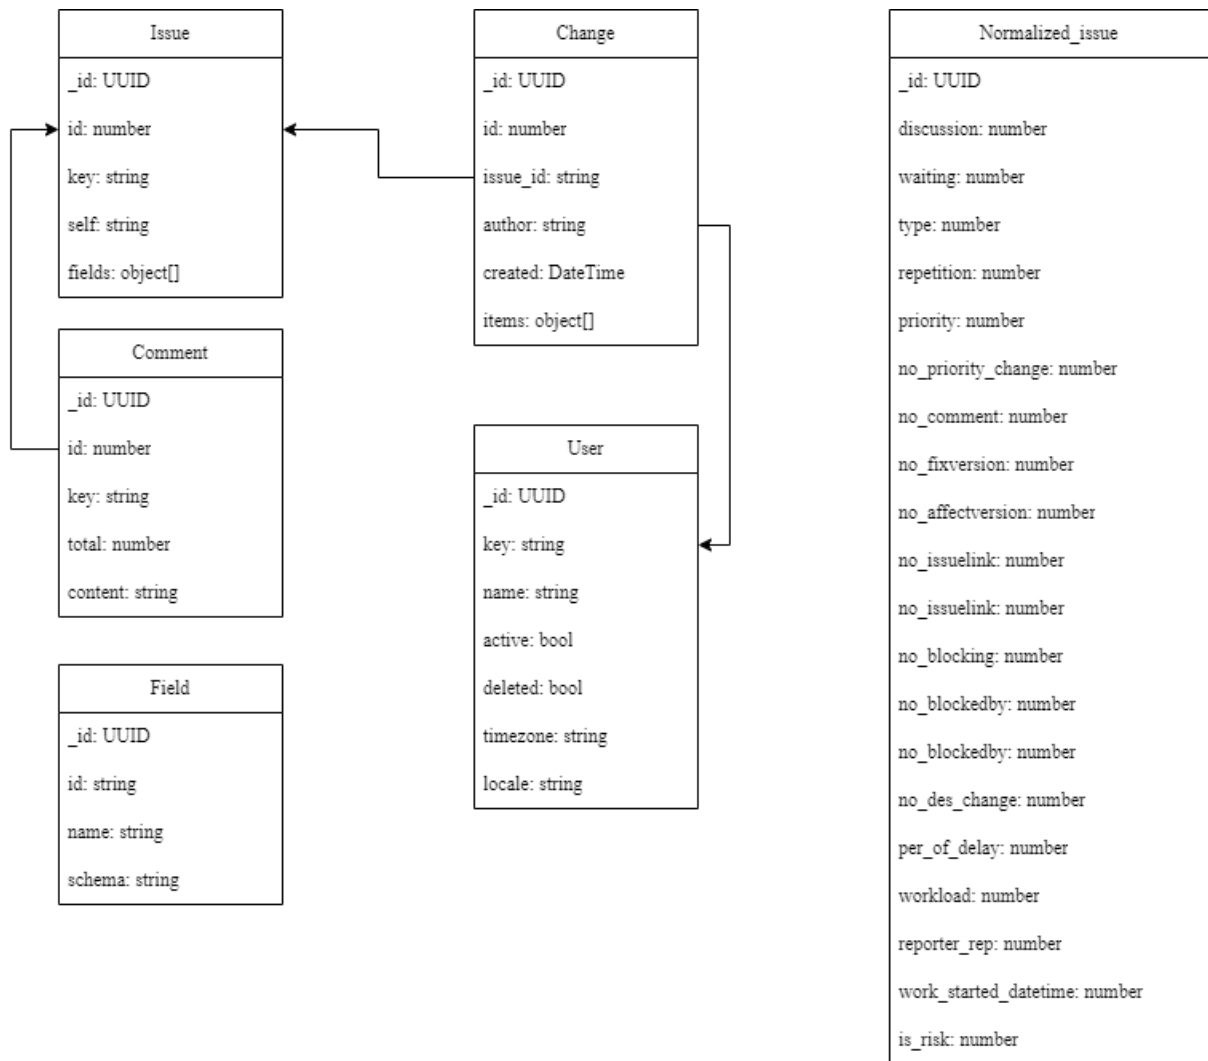 Issue
_id: UUID
id: number
key: string
self: string
fields: object[]
Comment
_id: UUID
id: number
key: string
total: number
content: string
Field
_id: UUID
id: string
name: string
schema: string
Change
_id: UUID
id: number
issue_id: string
author: string
created: DateTime
items: object[]
User
_id: UUID
key: string
name: string
active: bool
deleted: bool
timezone: string
locale: string
Normalized_issue
_id: UUID
discussion: number
waiting: number
type: number
repetition: number
priority: number
no_priority_change: number
no_comment: number
no_fixversion: number
no_affectversion: number
no_issuelink: number
no_issuelink: number
no_blocking: number
no_blockedby: number
no_blockedby: number
no_des_change: number
per_of_delay: number
workload: number
reporter_rep: number
work_started_datetime: number
is_risk: number